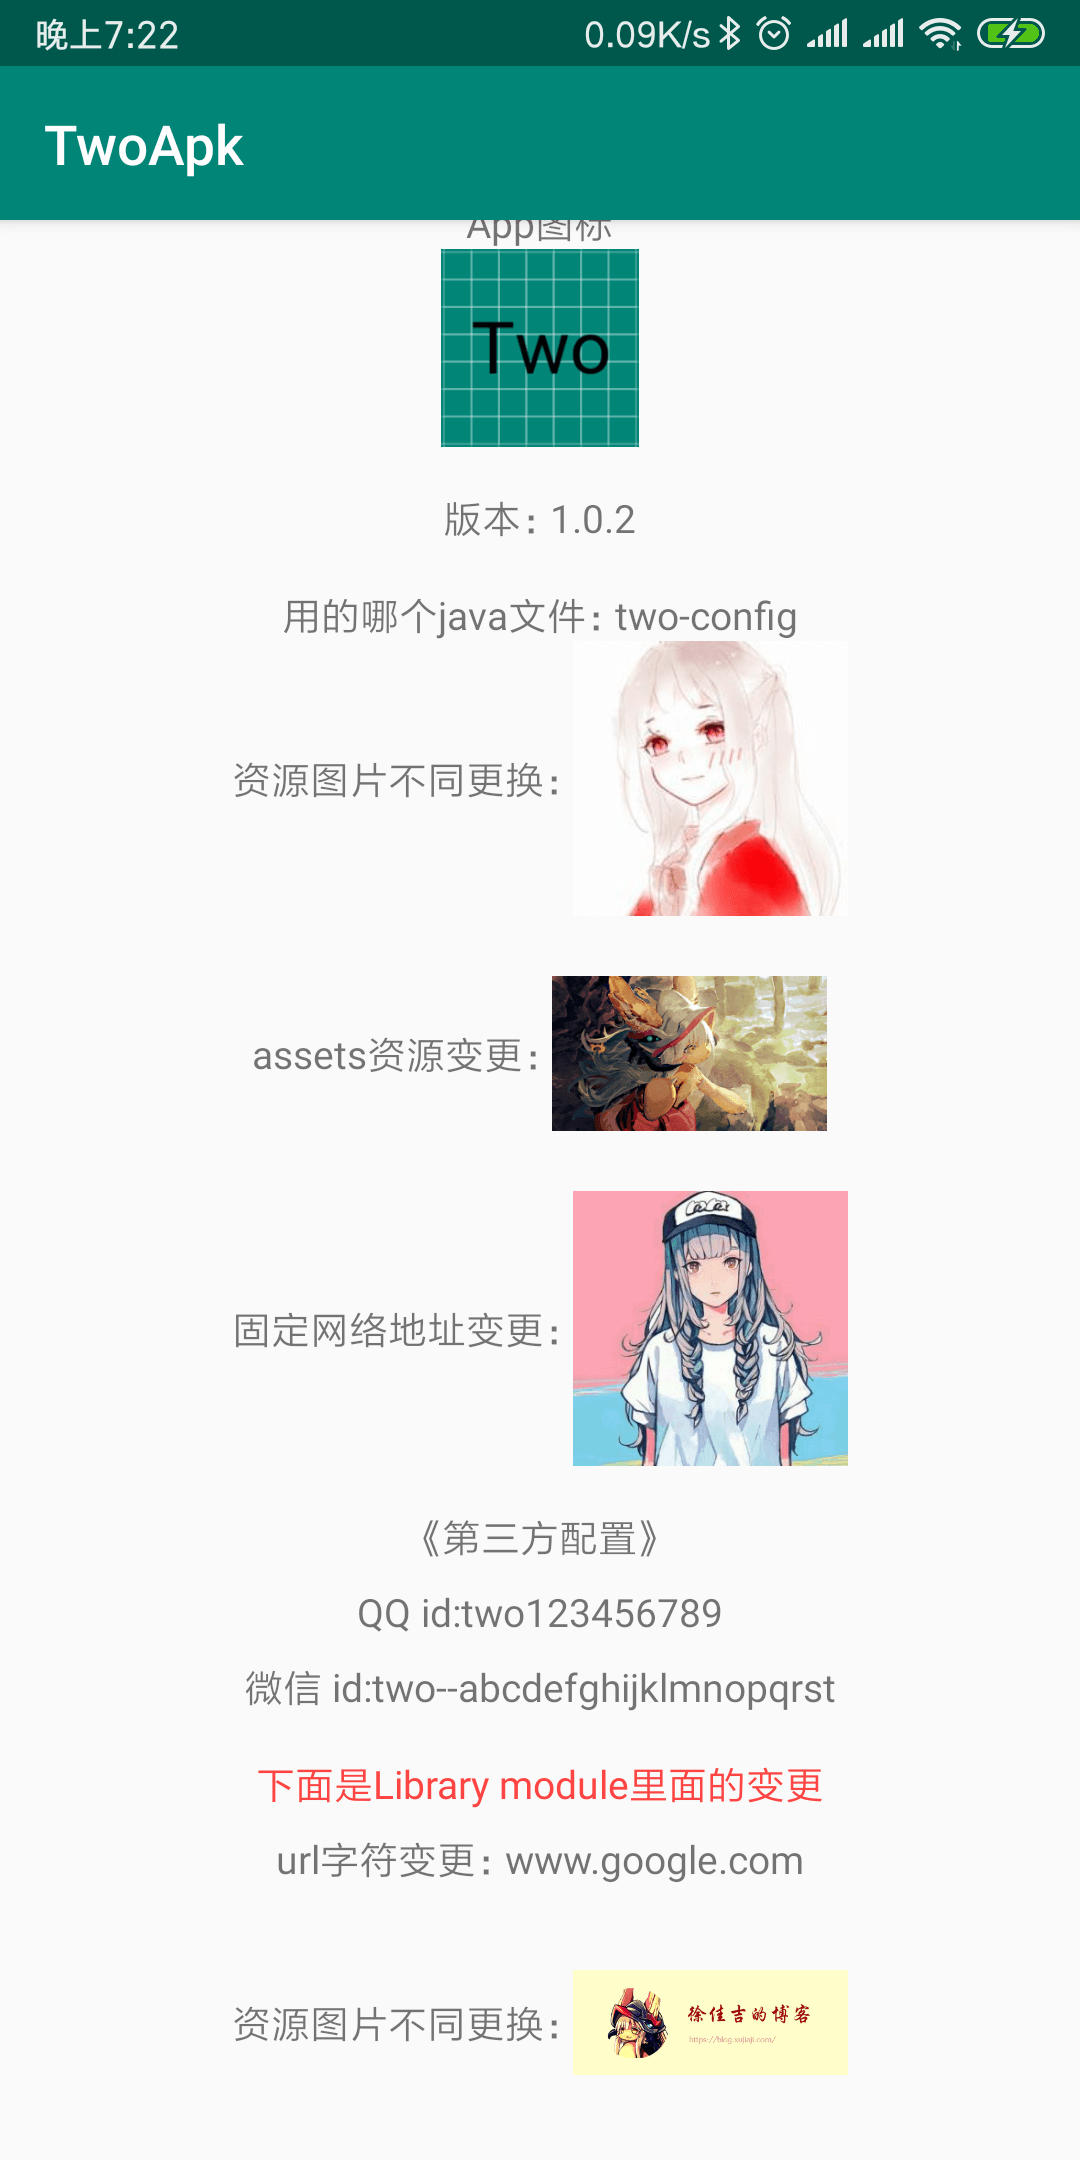 晚上7:22 0.09K/s
TwoApk
App图标
Two
版本：1.0.2
用的哪个java文件：two-config
资源图片不同更换：
assets资源变更：
固定网络地址变更：
《第三方配置》
QQ id:two123456789
微信 id:two--abcdefghijklmnopqrst
下面是Library module里面的变更
url字符变更：www.google.com
资源图片不同更换：
徐佳吉的博客
https://blog.xujiaji.com/